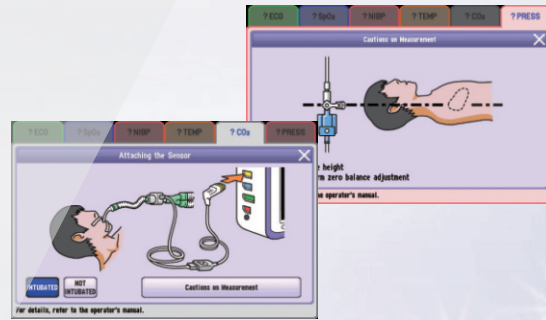 ? ECG ? SpO₂ ? NIBP ? TEMP ? CO₂ ? PRESS
Cautions on Measurement
height
zero balance adjustment
the operator's manual.
? ECG ? SpO₂ ? NIBP ? TEMP ? CO₂ ? PRESS
Attaching the Sensor
INTUBATED
NOT INTUBATED
Cautions on Measurement
For details, refer to the operator's manual.